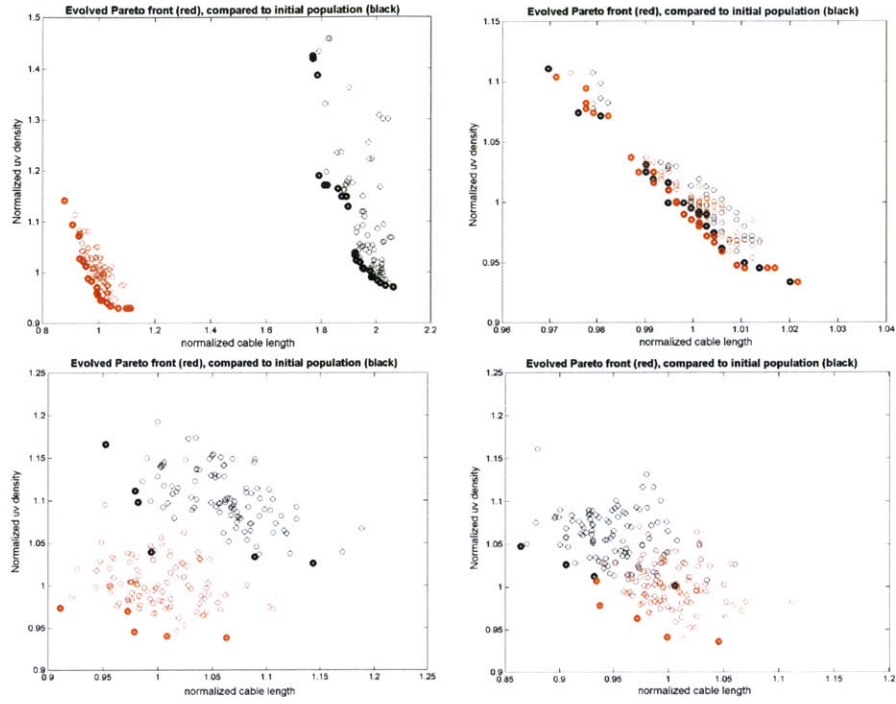 Evolved Pareto front (red), compared to initial population (black)
Normalized uv density
1.5
1.4
1.3
1.2
1.1
1
0.9
0.8 1 1.2 1.4 1.6 1.8 2 2.2
normalized cable length
Evolved Pareto front (red), compared to initial population (black)
Normalized uv density
1.15
1.1
1.05
1
0.95
0.9
0.96 0.97 0.98 0.99 1 1.01 1.02 1.03 1.04
normalized cable length
Evolved Pareto front (red), compared to initial population (black)
Normalized uv density
1.25
1.2
1.15
1.1
1.05
1
0.95
0.9
0.9 0.95 1 1.05 1.1 1.15 1.2 1.25
normalized cable length
Evolved Pareto front (red), compared to initial population (black)
Normalized uv density
1.2
1.15
1.1
1.05
1
0.95
0.9
0.85 0.9 0.95 1 1.05 1.1 1.15 1.2
normalized cable length